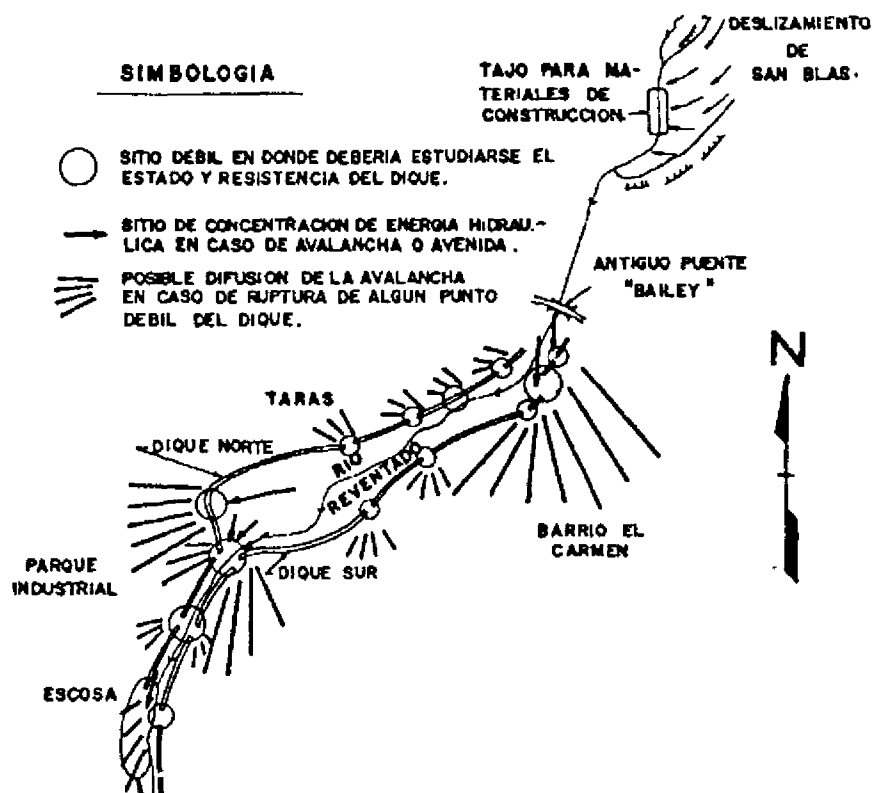 DESLIZAMIENTO
DE
SAN BLAS.
SIMBOLOGIA
TAJO PARA MA-
TERIALES DE
CONSTRUCCION.
SITIO DEBIL EN DONDE DEBERIA ESTUDIARSE EL
ESTADO Y RESISTENCIA DEL DIQUE.
SITIO DE CONCENTRACION DE ENERGIA HIDRAU.-
LICA EN CASO DE AVALANCHA O AVENIDA.
POSIBLE DIFUSION DE LA AVALANCHA
EN CASO DE RUPTURA DE ALGUN PUNTO
DEBIL DEL DIQUE.
ANTIGUO PUENTE
"BAILEY"
N
TARAS
DIQUE NORTE
RIO
REVENTADO
BARRIO EL
CARMEN
DIQUE SUR
PARQUE
INDUSTRIAL
ESCOSA